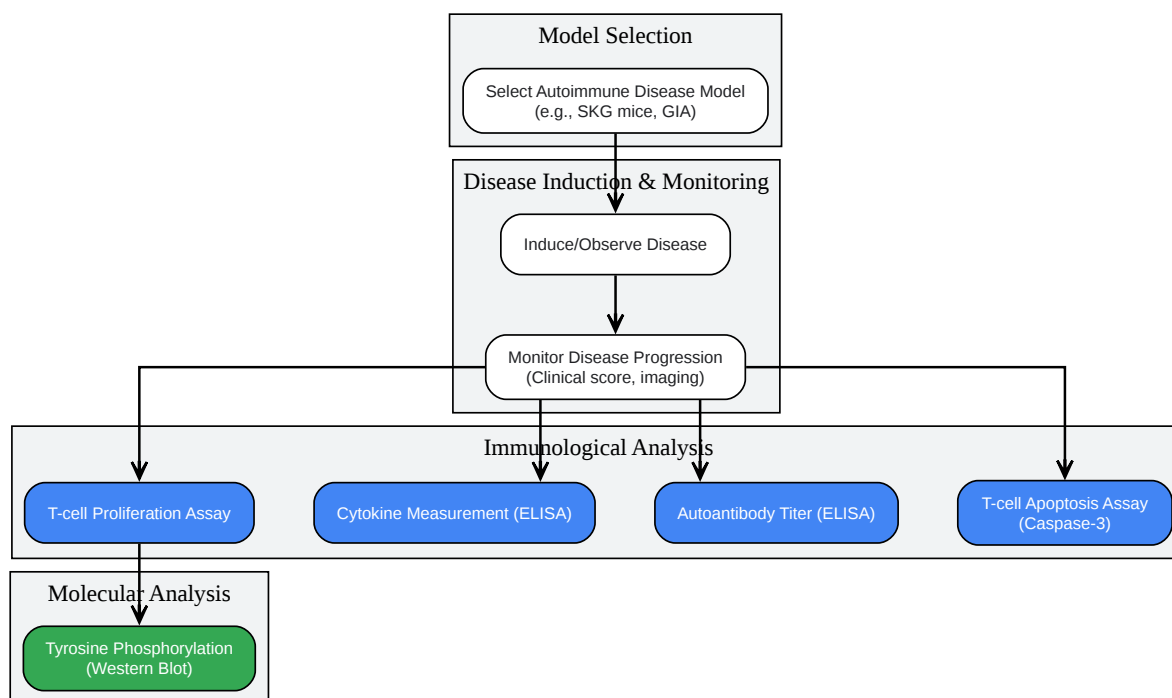 Model Selection
Select Autoimmune Disease Model
(e.g., SKG mice, GIA)
Disease Induction & Monitoring
Induce/Observe Disease
Monitor Disease Progression
(Clinical score, imaging)
Immunological Analysis
T-cell Proliferation Assay
Cytokine Measurement (ELISA)
Autoantibody Titer (ELISA)
T-cell Apoptosis Assay
(Caspase-3)
Molecular Analysis
Tyrosine Phosphorylation
(Western Blot)